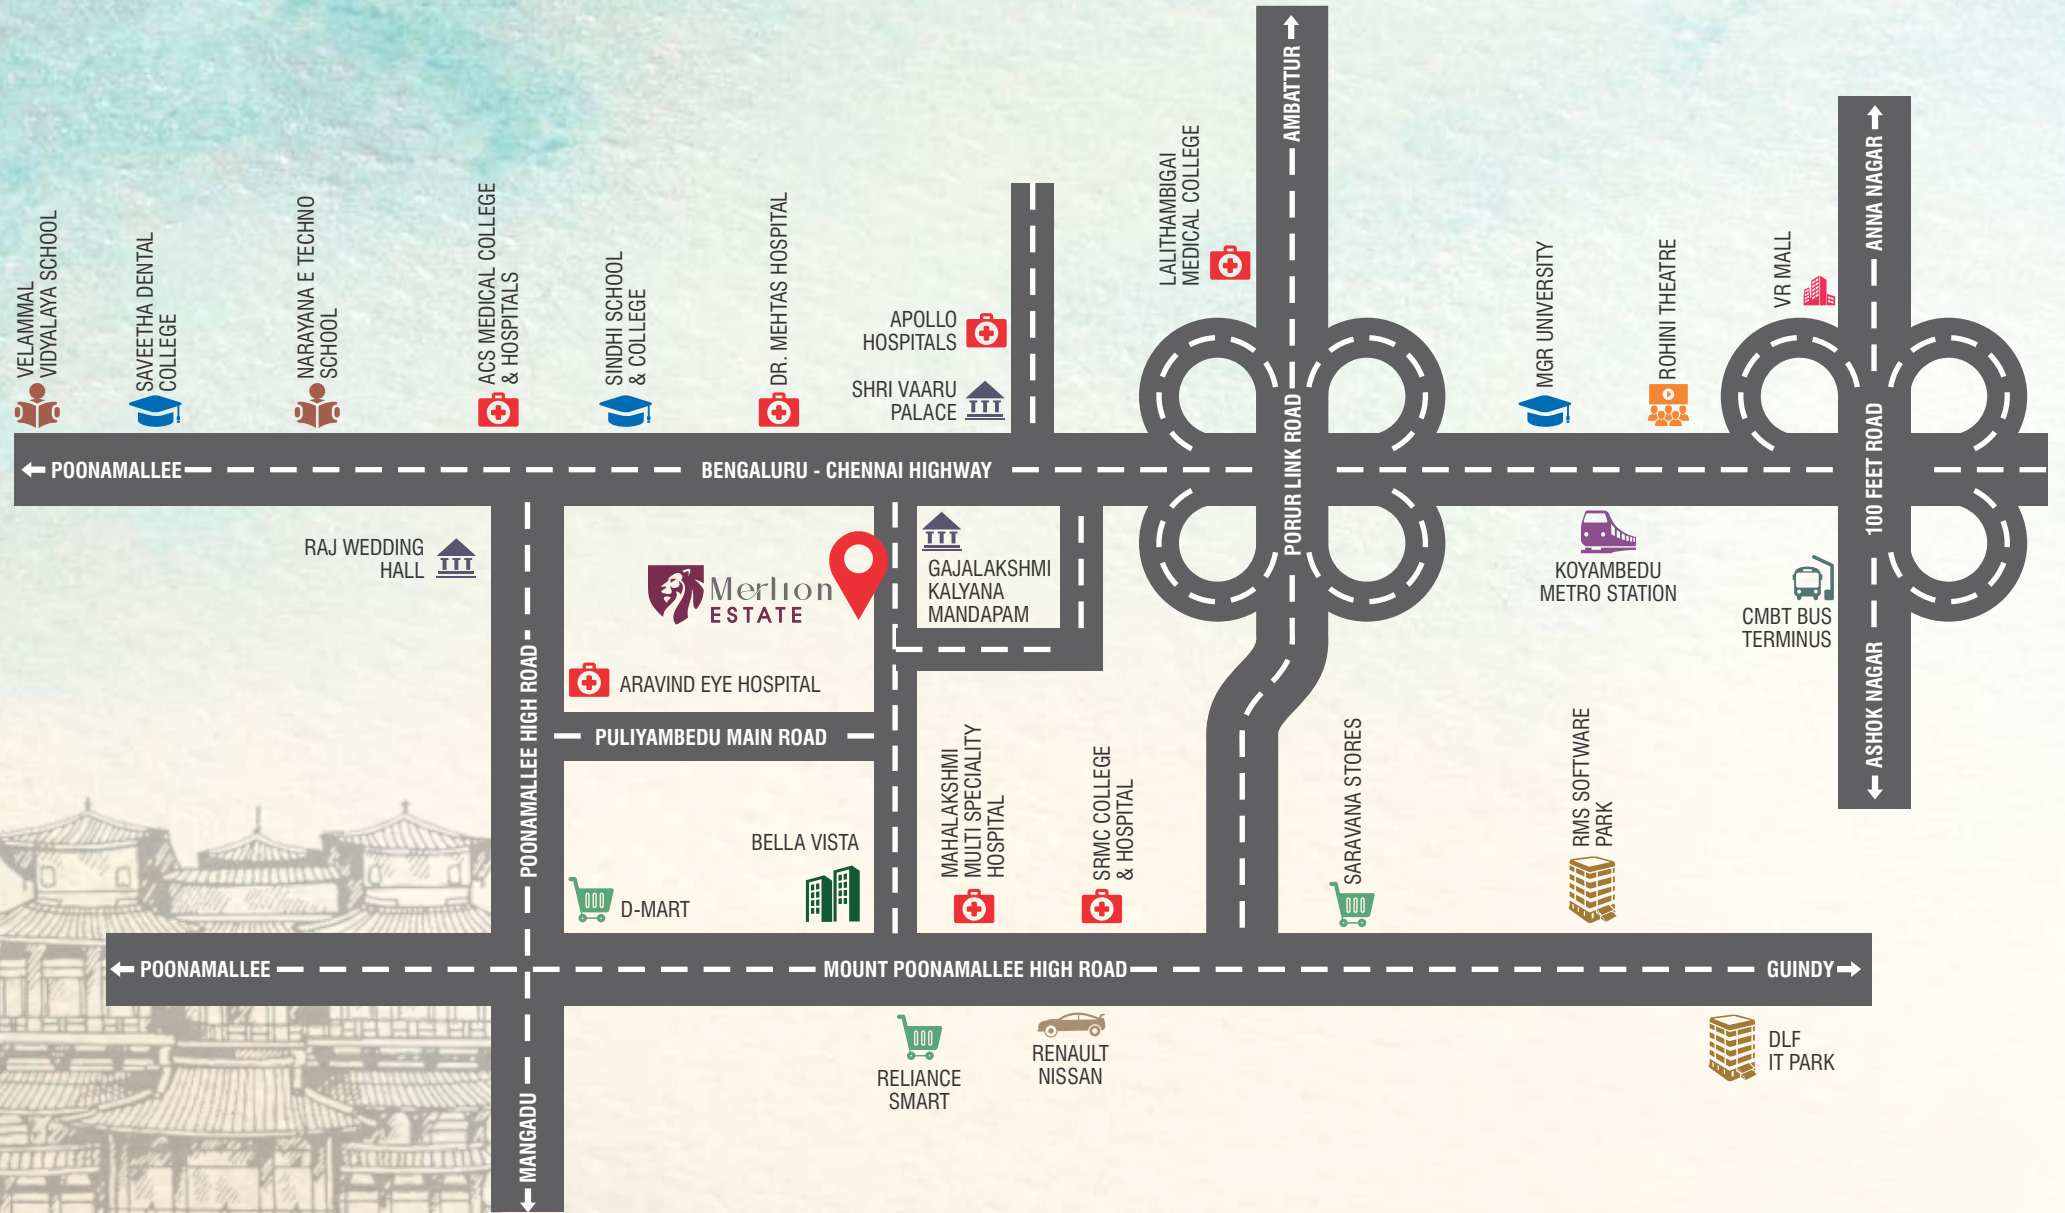 AMBATTUR
ANNA NAGAR
VELAMMAL
VIDYALAYA SCHOOL
SAVEETHA DENTAL
COLLEGE
NARAYANA E TECHNO
SCHOOL
ACS MEDICAL COLLEGE
& HOSPITALS
SINDHI SCHOOL
& COLLEGE
DR. MEHTAS HOSPITAL
APOLLO
HOSPITALS
SHRI VAARU
PALACE
LALITHAMBIGAI
MEDICAL COLLEGE
MGR UNIVERSITY
ROHINI THEATRE
VR MALL
POONAMALLEE
BENGALURU - CHENNAI HIGHWAY
PORUR LINK ROAD
100 FEET ROAD
RAJ WEDDING
HALL
Merlion
ESTATE
GAJALAKSHMI
KALYANA
MANDAPAM
KOYAMBEDU
METRO STATION
CMBT BUS
TERMINUS
ASHOK NAGAR
ARAVIND EYE HOSPITAL
POONAMALLEE HIGH ROAD
PULIYAMBEDU MAIN ROAD
MAHALAKSHMI
MULTI SPECIALITY
HOSPITAL
SRMC COLLEGE
& HOSPITAL
SARAVANA STORES
RMS SOFTWARE
PARK
BELLA VISTA
D-MART
POONAMALLEE
MOUNT POONAMALLEE HIGH ROAD
GUINDY
RELIANCE
SMART
RENAULT
NISSAN
DLF
IT PARK
MANGADU